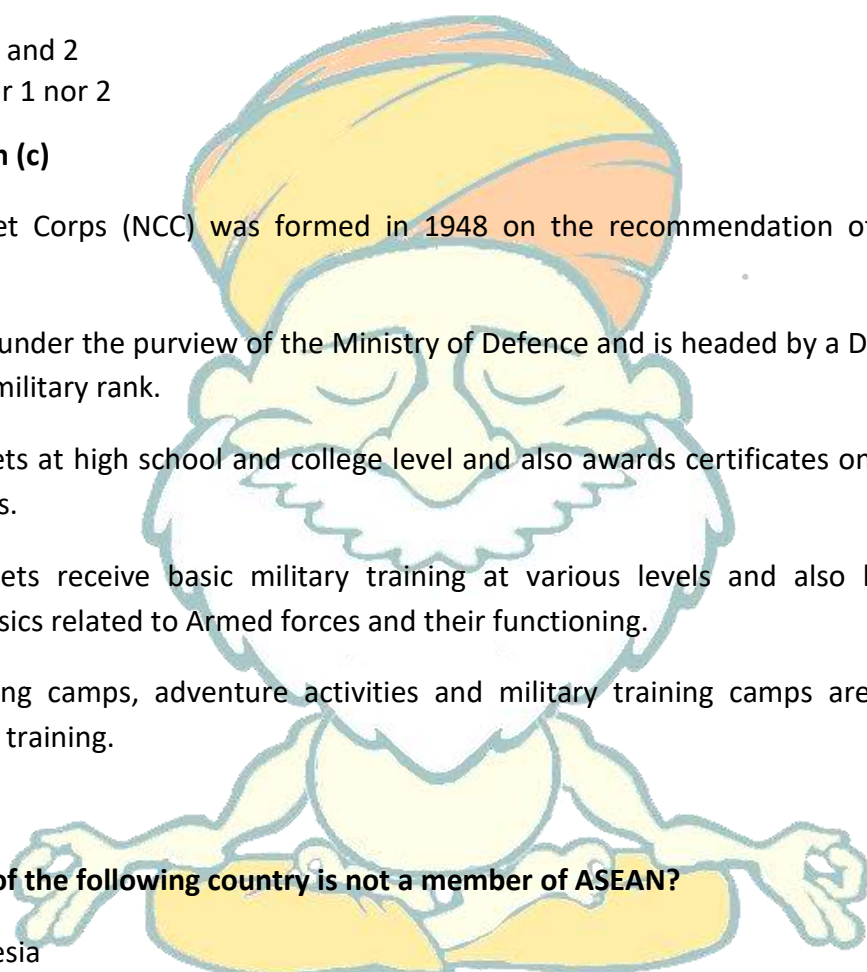 and 2
r 1 nor 2
n (c)
et Corps (NCC) was formed in 1948 on the recommendation of
under the purview of the Ministry of Defence and is headed by a D
military rank.
ets at high school and college level and also awards certificates on
s.
ets receive basic military training at various levels and also l
sics related to Armed forces and their functioning.
ng camps, adventure activities and military training camps are
training.
of the following country is not a member of ASEAN?
esia